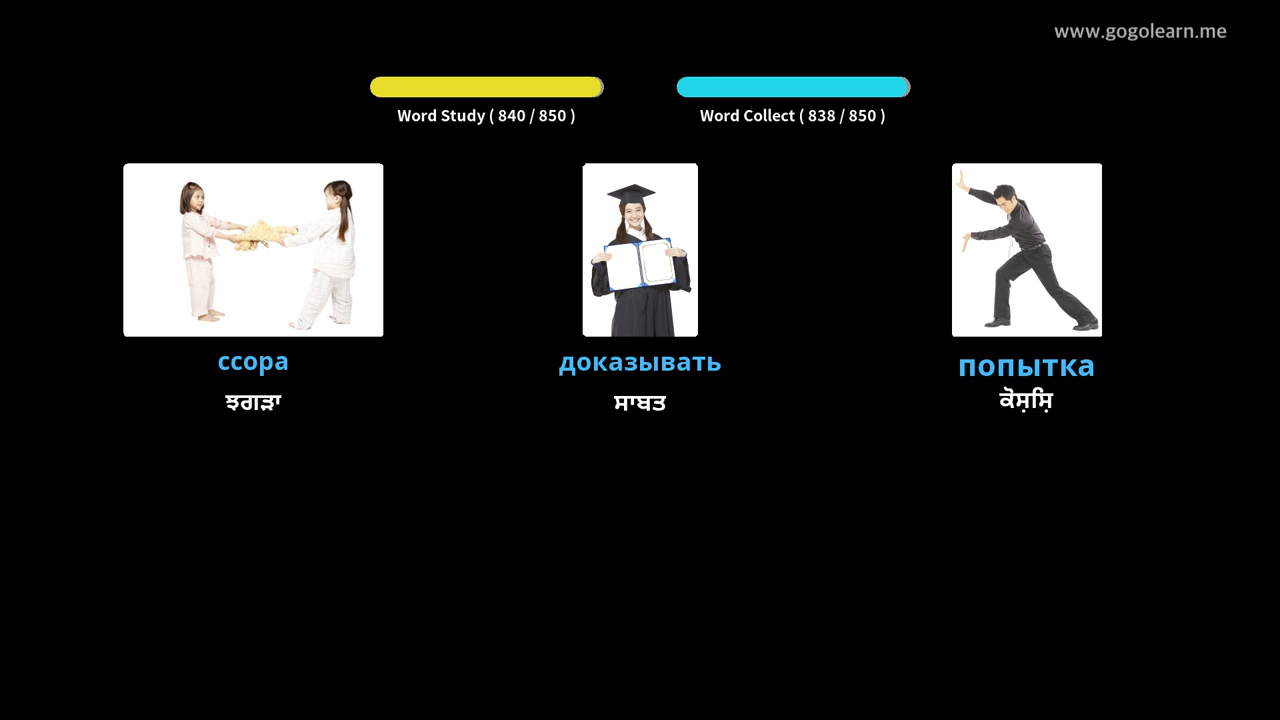 www.gogolearn.me
Word Study ( 840 / 850 )
Word Collect ( 838 / 850 )
ссора
доказывать
попытка
ਝਗੜਾ
ਸਾਬਤ
ਕੋਸ਼ਸ਼ਿ